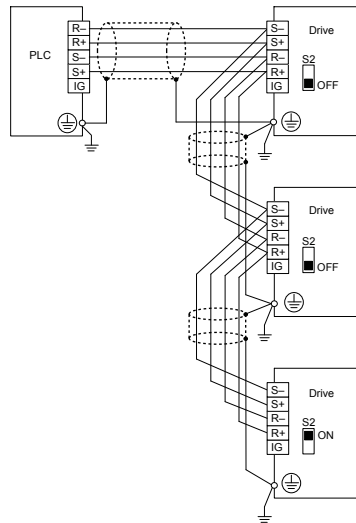 PLC
R–
R+
S–
S+
IG
S–
S+
R–
R+
IG
Drive
S2
OFF
S–
S+
R–
R+
IG
Drive
S2
OFF
S–
S+
R–
R+
IG
Drive
S2
ON